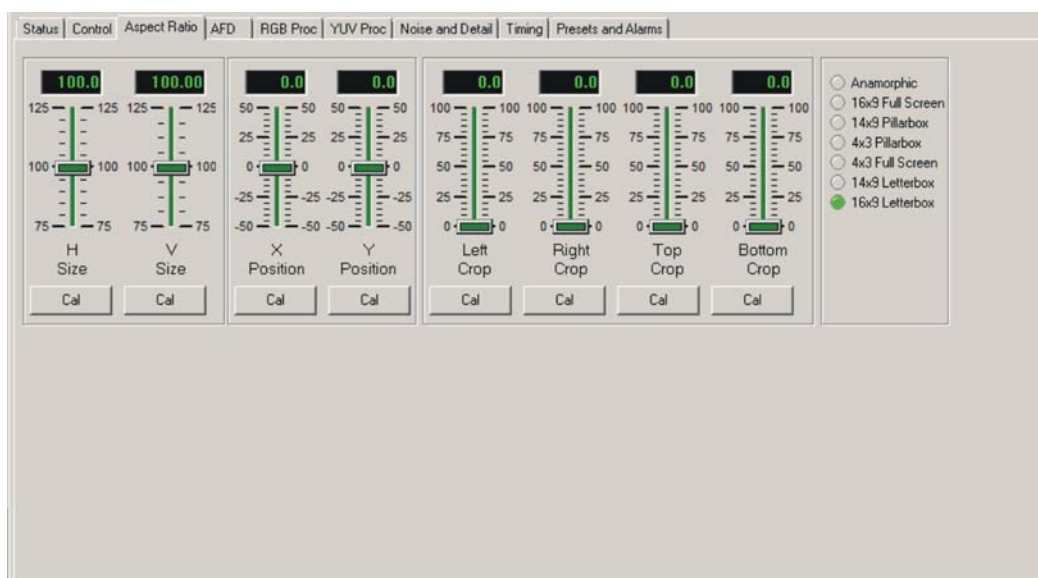 Status Control Aspect Ratio AFD RGB Proc YUV Proc Noise and Detail Timing Presets and Alarms
100.0 100.00 0.0 0.0 0.0 0.0 0.0 0.0
125 125 125 125 50 50 50 50 100 100 100 100 100 100 100 100
25 25 25 25 75 75 75 75 75 75 75 75
100 100 100 100 0 0 0 0 50 50 50 50 50 50 50 50
-25 -25 -25 -25 25 25 25 25 25 25 25 25
75 75 75 75 -50 -50 -50 -50 0 0 0 0 0 0 0 0
H V X Y Left Right Top Bottom
Size Size Position Position Crop Crop Crop Crop
Cal Cal Cal Cal Cal Cal Cal Cal
Anamorphic
16x9 Full Screen
14x9 Pillarbox
4x3 Pillarbox
4x3 Full Screen
14x9 Letterbox
16x9 Letterbox